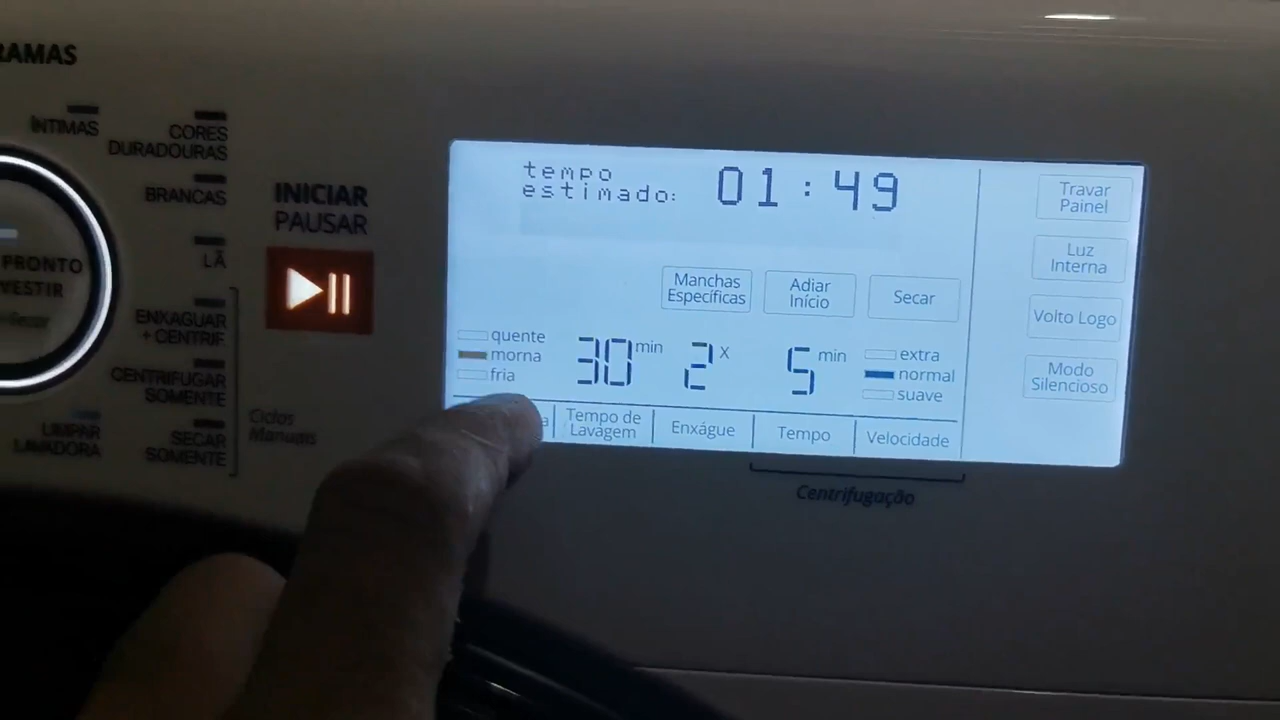 RAMAS
ÍNTIMAS
CORES
DURADOURAS
BRANCAS
LÃ
PRONTO
VESTIR
ENXAGUAR
+ CENTRIF.
CENTRIFUGAR
SOMENTE
LIMPAR
LAVADORA
SECAR
SOMENTE
Ciclos
Manuais
INICIAR
PAUSAR
tempo
estimado: 01:49
Manchas
Específicas
Adiar
Início
Secar
quente
morna
fria
30 min
2 x
5 min
extra
normal
suave
a
Tempo de
Lavagem
Enxágue
Tempo
Velocidade
Centrifugação
Travar
Painel
Luz
Interna
Volto Logo
Modo
Silencioso